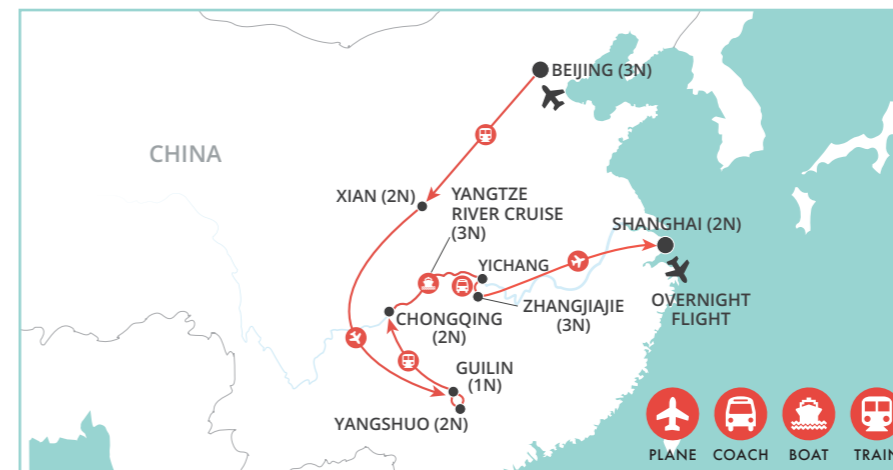 BEIJING (3N)
CHINA
XIAN (2N)
YANGTZE
RIVER CRUISE
(3N)
SHANGHAI (2N)
YICHANG
OVERNIGHT
FLIGHT
ZHANGJIAJIE
(3N)
CHONGQING
(2N)
GUILIN
(1N)
YANGSHUO (2N)
PLANE
COACH
BOAT
TRAIN